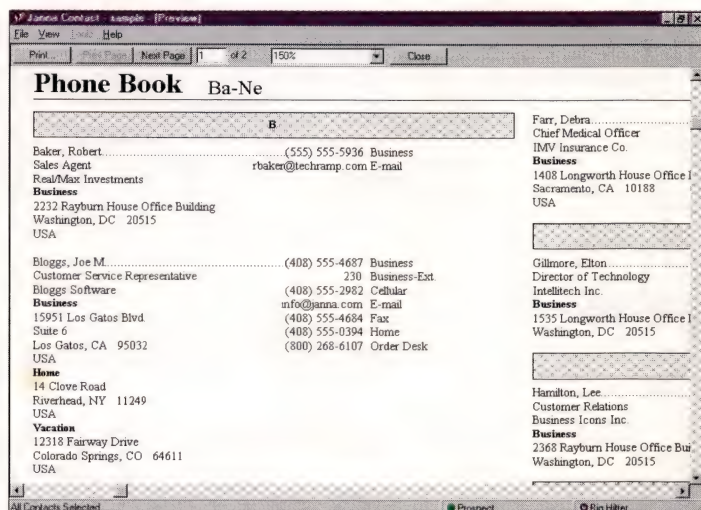 Janna Contact - sample - [Preview]
File View Tools Help
Print... Prev Page Next Page 1 of 2 150% Close
Phone Book Ba-Ne
B
Baker, Robert (555) 555-5936 Business
Sales Agent rbaker@techramp.com E-mail
Real/Max Investments
Business
2232 Rayburn House Office Building
Washington, DC 20515
USA
Bloggs, Joe M. (408) 555-4687 Business
Customer Service Representative 230 Business-Ext.
Bloggs Software (408) 555-2982 Cellular
Business info@janna.com E-mail
15951 Los Gatos Blvd. (408) 555-4684 Fax
Suite 6 (408) 555-0394 Home
Los Gatos, CA 95032 (800) 268-6107 Order Desk
USA
Home
14 Clove Road
Riverhead, NY 11249
USA
Vacation
12318 Fairway Drive
Colorado Springs, CO 64611
USA
Farr, Debra
Chief Medical Officer
IMV Insurance Co.
Business
1408 Longworth House Office
Sacramento, CA 10188
USA
Gillmore, Elton
Director of Technology
Intellitech Inc.
Business
1535 Longworth House Office
Washington, DC 20515
Hamilton, Lee
Customer Relations
Business Icons Inc.
Business
2368 Rayburn House Office Bui
Washington, DC 20515
All Contacts Selected Prospect Big Hitter